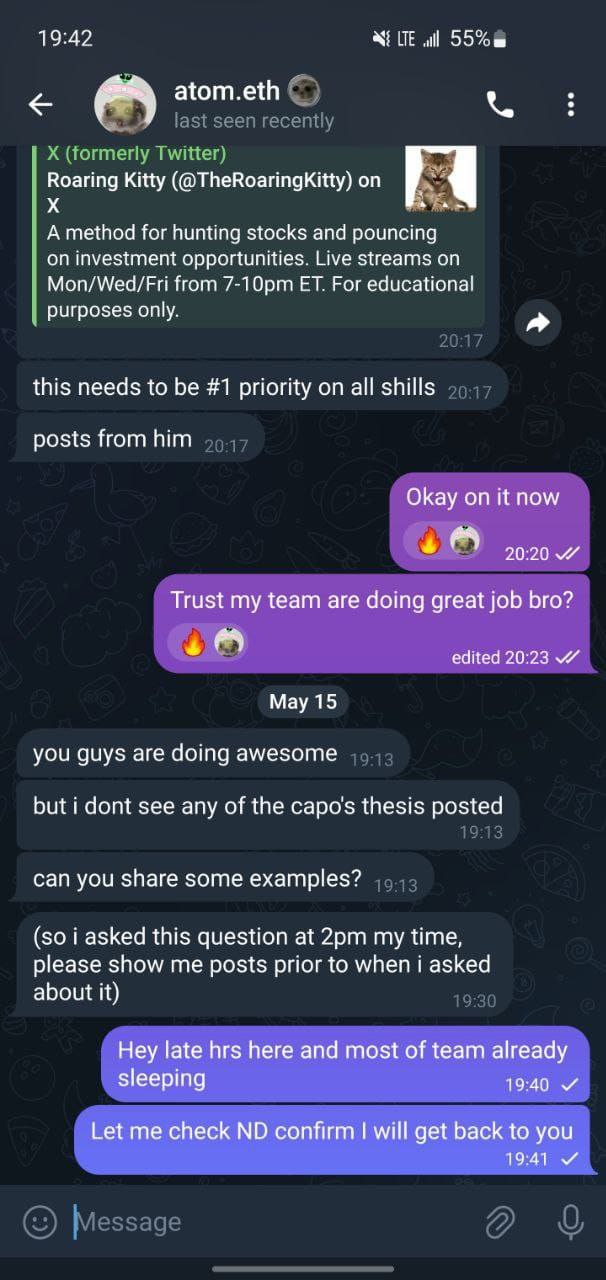 19:42
LTE
55%
atom.eth
last seen recently
X (formerly Twitter)
Roaring Kitty (@TheRoaringKitty) on
X
A method for hunting stocks and pouncing
on investment opportunities. Live streams on
Mon/Wed/Fri from 7-10pm ET. For educational
purposes only.
20:17
this needs to be #1 priority on all shills 20:17
posts from him 20:17
Okay on it now
20:20
Trust my team are doing great job bro?
edited 20:23
May 15
you guys are doing awesome 19:13
but i dont see any of the capo's thesis posted
19:13
can you share some examples? 19:13
(so i asked this question at 2pm my time,
please show me posts prior to when i asked
about it)
19:30
Hey late hrs here and most of team already
sleeping
19:40
Let me check ND confirm I will get back to you
19:41
Message